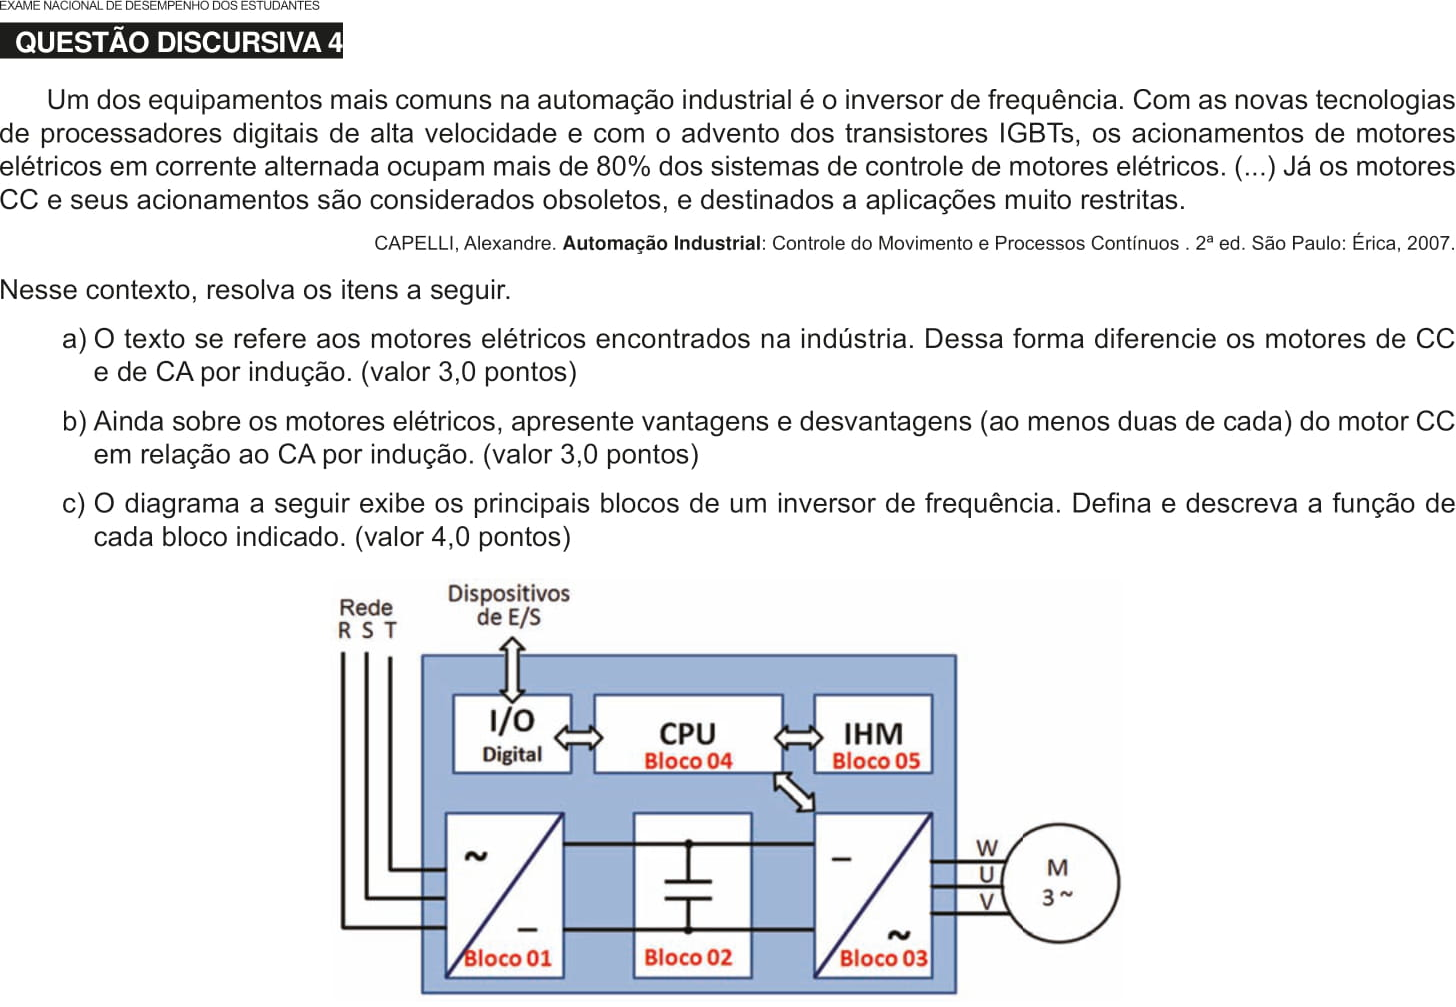 EXAME NACIONAL DE DESEMPENHO DOS ESTUDANTES
QUESTÃO DISCURSIVA 4
Um dos equipamentos mais comuns na automação industrial é o inversor de frequência. Com as novas tecnologias
de processadores digitais de alta velocidade e com o advento dos transistores IGBTs, os acionamentos de motores
elétricos em corrente alternada ocupam mais de 80% dos sistemas de controle de motores elétricos. (...) Já os motores
CC e seus acionamentos são considerados obsoletos, e destinados a aplicações muito restritas.
CAPELLI, Alexandre. Automação Industrial: Controle do Movimento e Processos Contínuos . 2ª ed. São Paulo: Érica, 2007.
Nesse contexto, resolva os itens a seguir.
a) O texto se refere aos motores elétricos encontrados na indústria. Dessa forma diferencie os motores de CC
e de CA por indução. (valor 3,0 pontos)
b) Ainda sobre os motores elétricos, apresente vantagens e desvantagens (ao menos duas de cada) do motor CC
em relação ao CA por indução. (valor 3,0 pontos)
c) O diagrama a seguir exibe os principais blocos de um inversor de frequência. Defina e descreva a função de
cada bloco indicado. (valor 4,0 pontos)
Dispositivos
de E/S
Rede
R S T
I/O
Digital
CPU
Bloco 04
IHM
Bloco 05
~
–
Bloco 01
Bloco 02
–
~
Bloco 03
W
U
V
M
3 ~